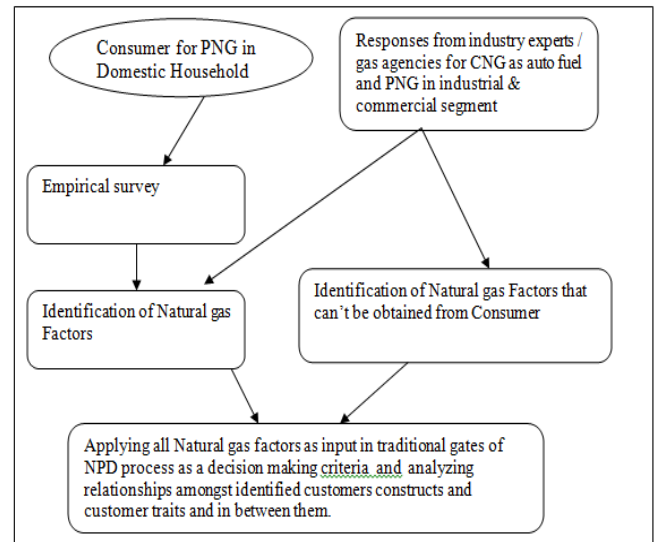 Consumer for PNG in
Domestic Household
Responses from industry experts /
gas agencies for CNG as auto fuel
and PNG in industrial &
commercial segment
Empirical survey
Identification of Natural gas
Factors
Identification of Natural gas Factors that
can't be obtained from Consumer
Applying all Natural gas factors as input in traditional gates of
NPD process as a decision making criteria and analyzing
relationships amongst identified customers constructs and
customer traits and in between them.